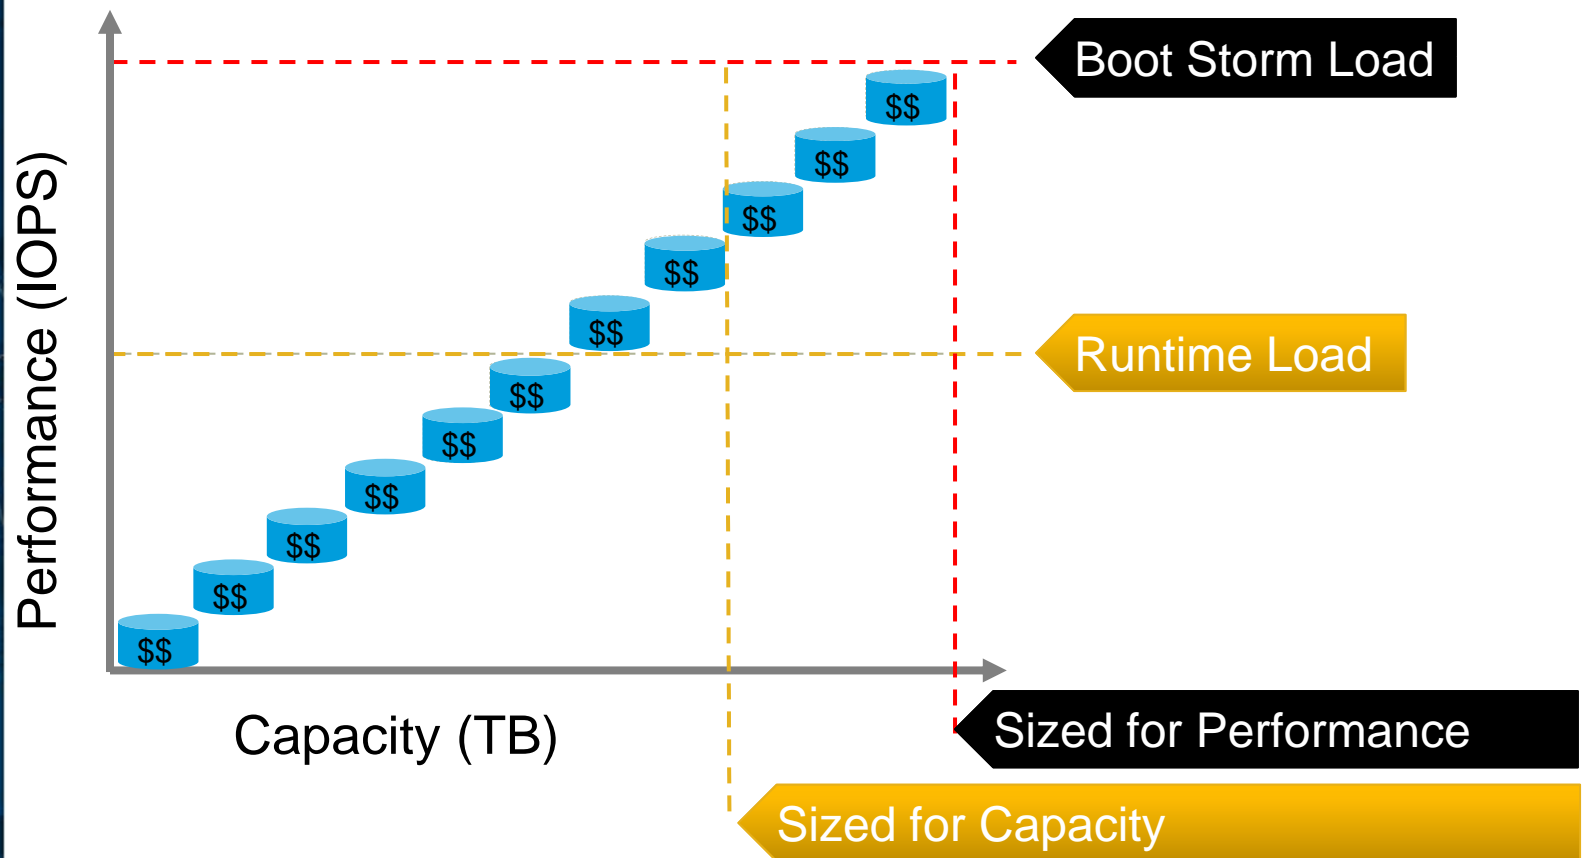 Boot Storm Load
$$
$$
$$
$$
$$
Runtime Load
$$
$$
$$
$$
$$
$$
Performance (IOPS)
Capacity (TB)
Sized for Performance
Sized for Capacity